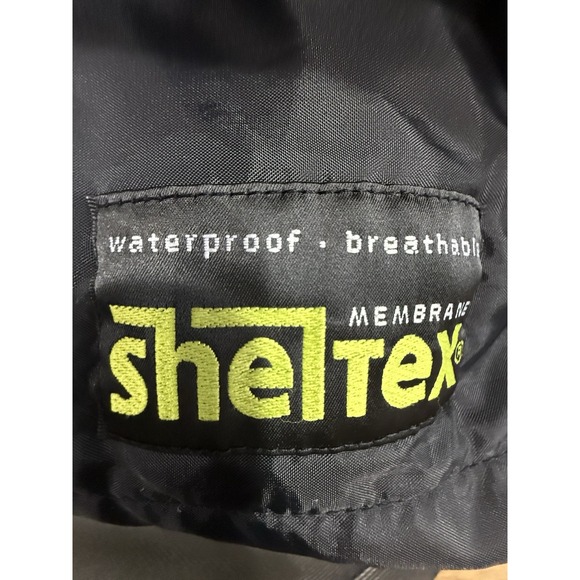 waterproof . breathable
MEMBRANE
shelTex®